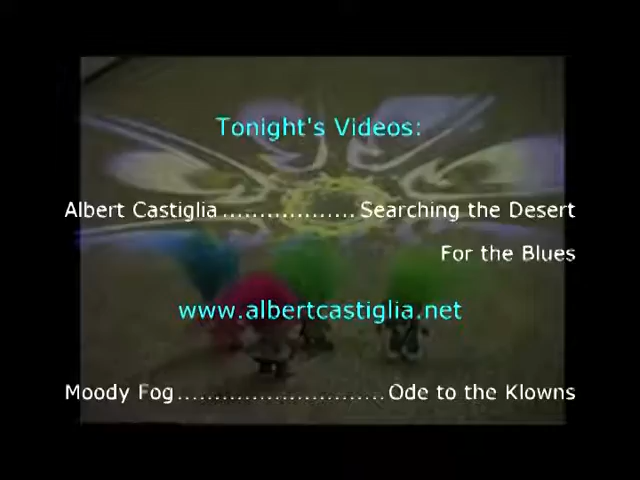 Tonight's Videos:
Albert Castiglia.................. Searching the Desert
For the Blues
www.albertcastiglia.net
Moody Fog............................ Ode to the Klowns